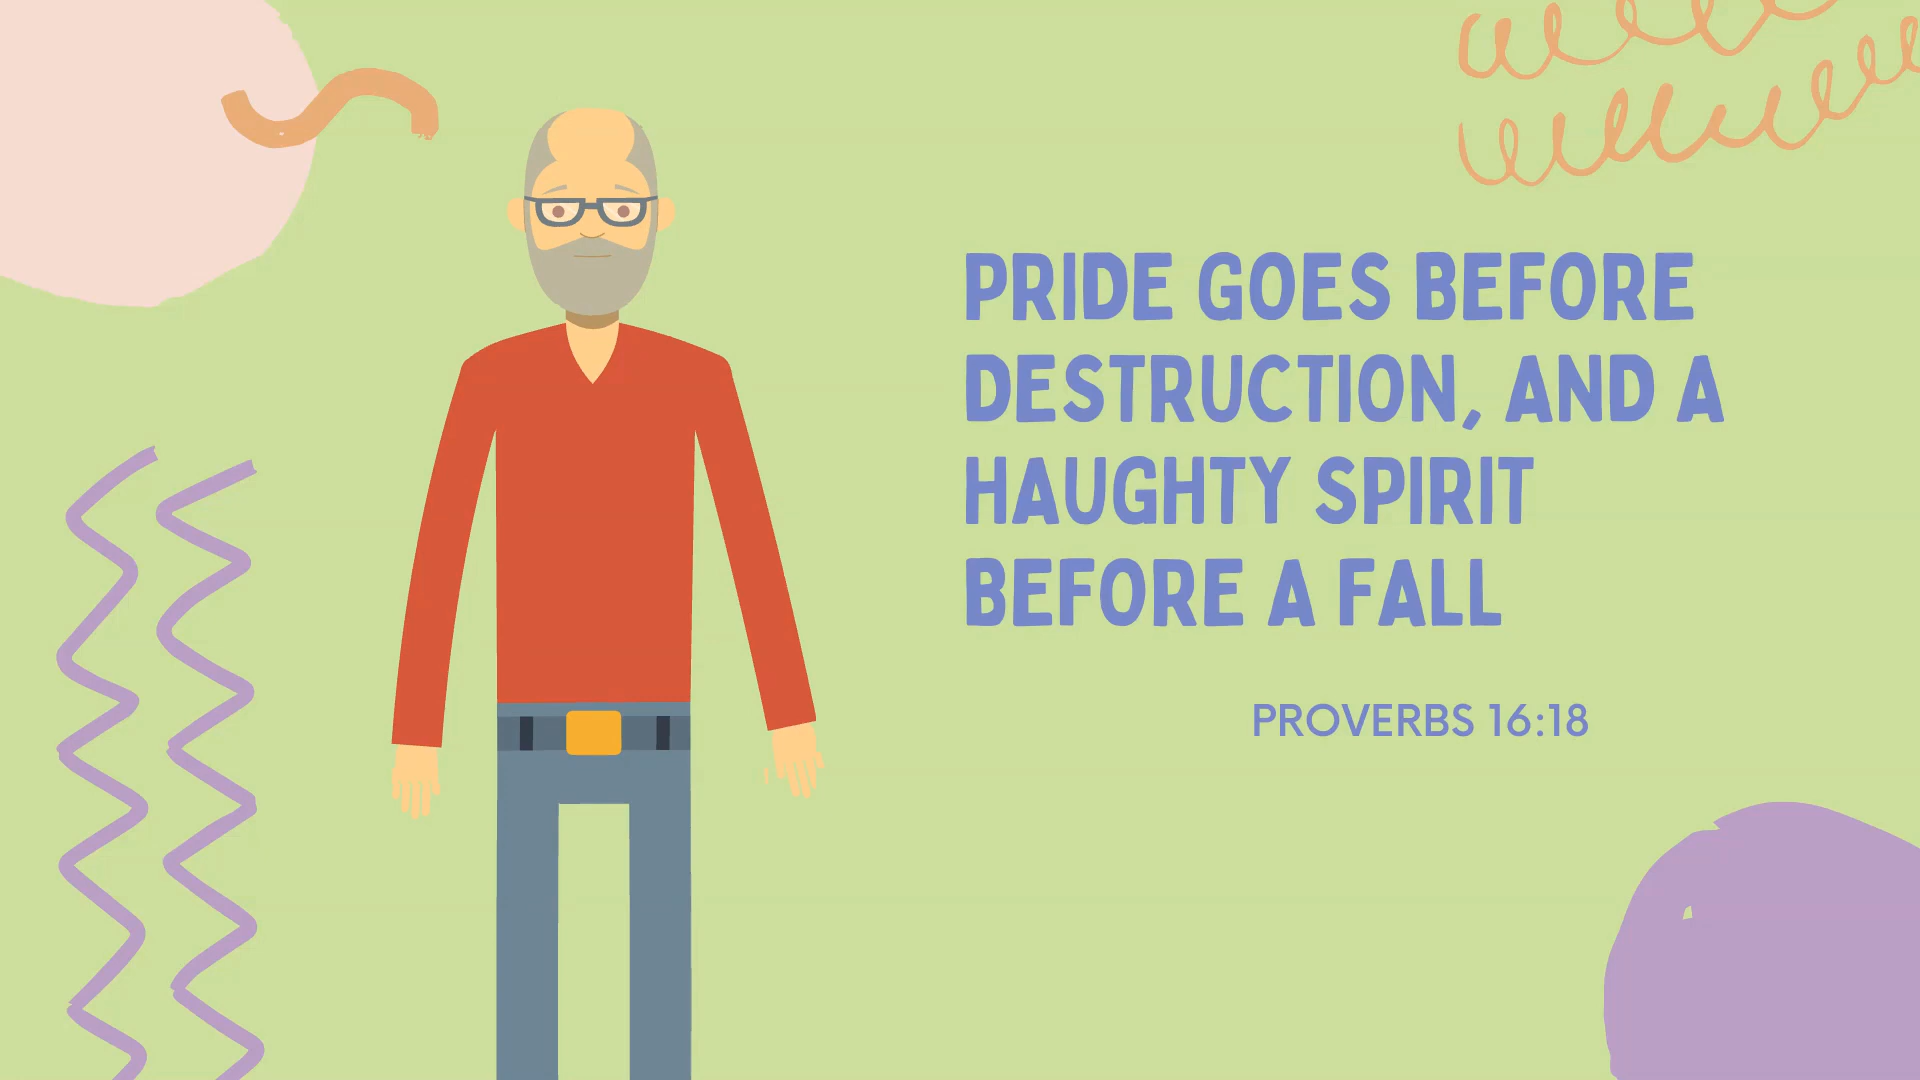 PRIDE GOES BEFORE
DESTRUCTION, AND A
HAUGHTY SPIRIT
BEFORE A FALL
PROVERBS 16:18